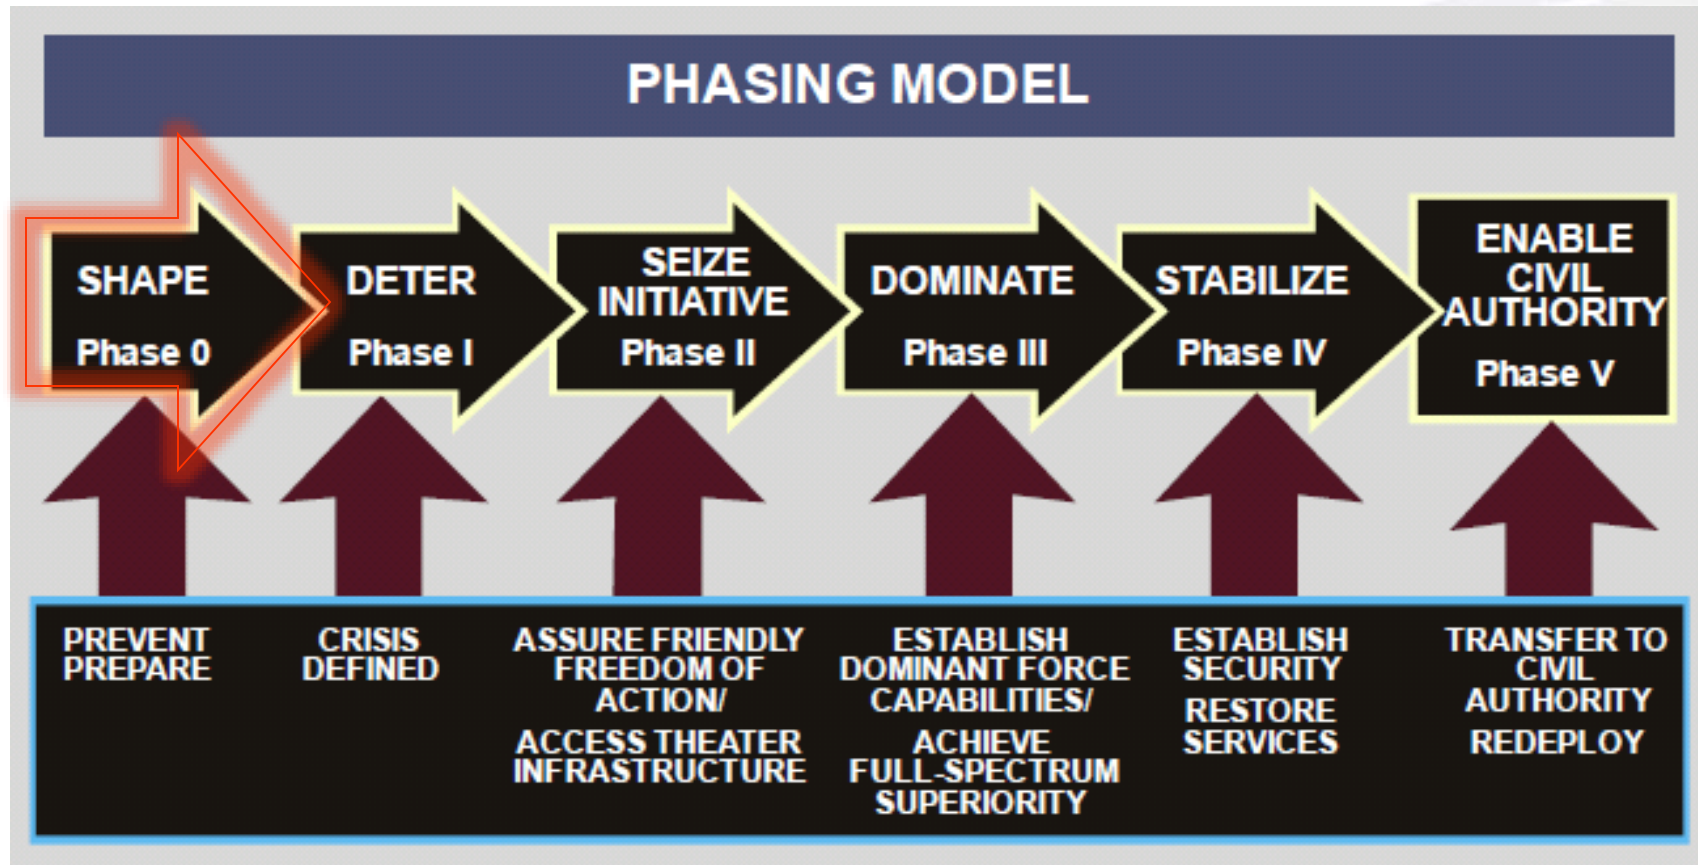 PHASING MODEL
SHAPE
Phase 0
DETER
Phase I
SEIZE
INITIATIVE
Phase II
DOMINATE
Phase III
STABILIZE
Phase IV
ENABLE
CIVIL
AUTHORITY
Phase V
PREVENT
PREPARE
CRISIS
DEFINED
ASSURE FRIENDLY
FREEDOM OF
ACTION/
ACCESS THEATER
INFRASTRUCTURE
ESTABLISH
DOMINANT FORCE
CAPABILITIES/
ACHIEVE
FULL-SPECTRUM
SUPERIORITY
ESTABLISH
SECURITY
RESTORE
SERVICES
TRANSFER TO
CIVIL
AUTHORITY
REDEPLOY